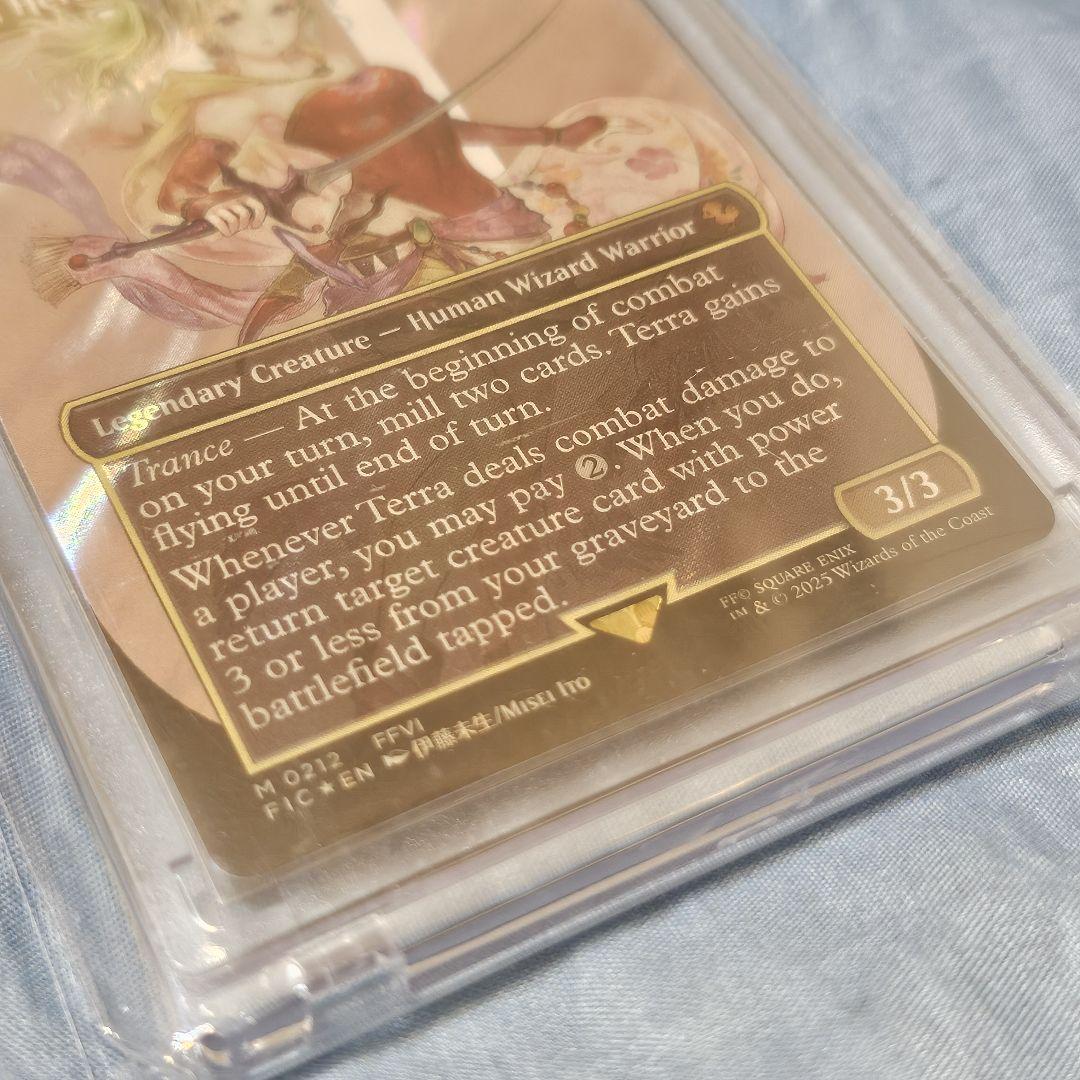 Legendary Creature — Human Wizard Warrior
Trance — At the beginning of combat
on your turn, mill two cards. Terra gains
flying until end of turn.
Whenever Terra deals combat damage to
a player, you may pay 2. When you do,
return target creature card with power
3 or less from your graveyard to the
battlefield tapped.
3/3
M 0212 FFVI
FIC ★ EN 伊藤未生/Misei Ito
FF© SQUARE ENIX
TM & © 2025 Wizards of the Coast